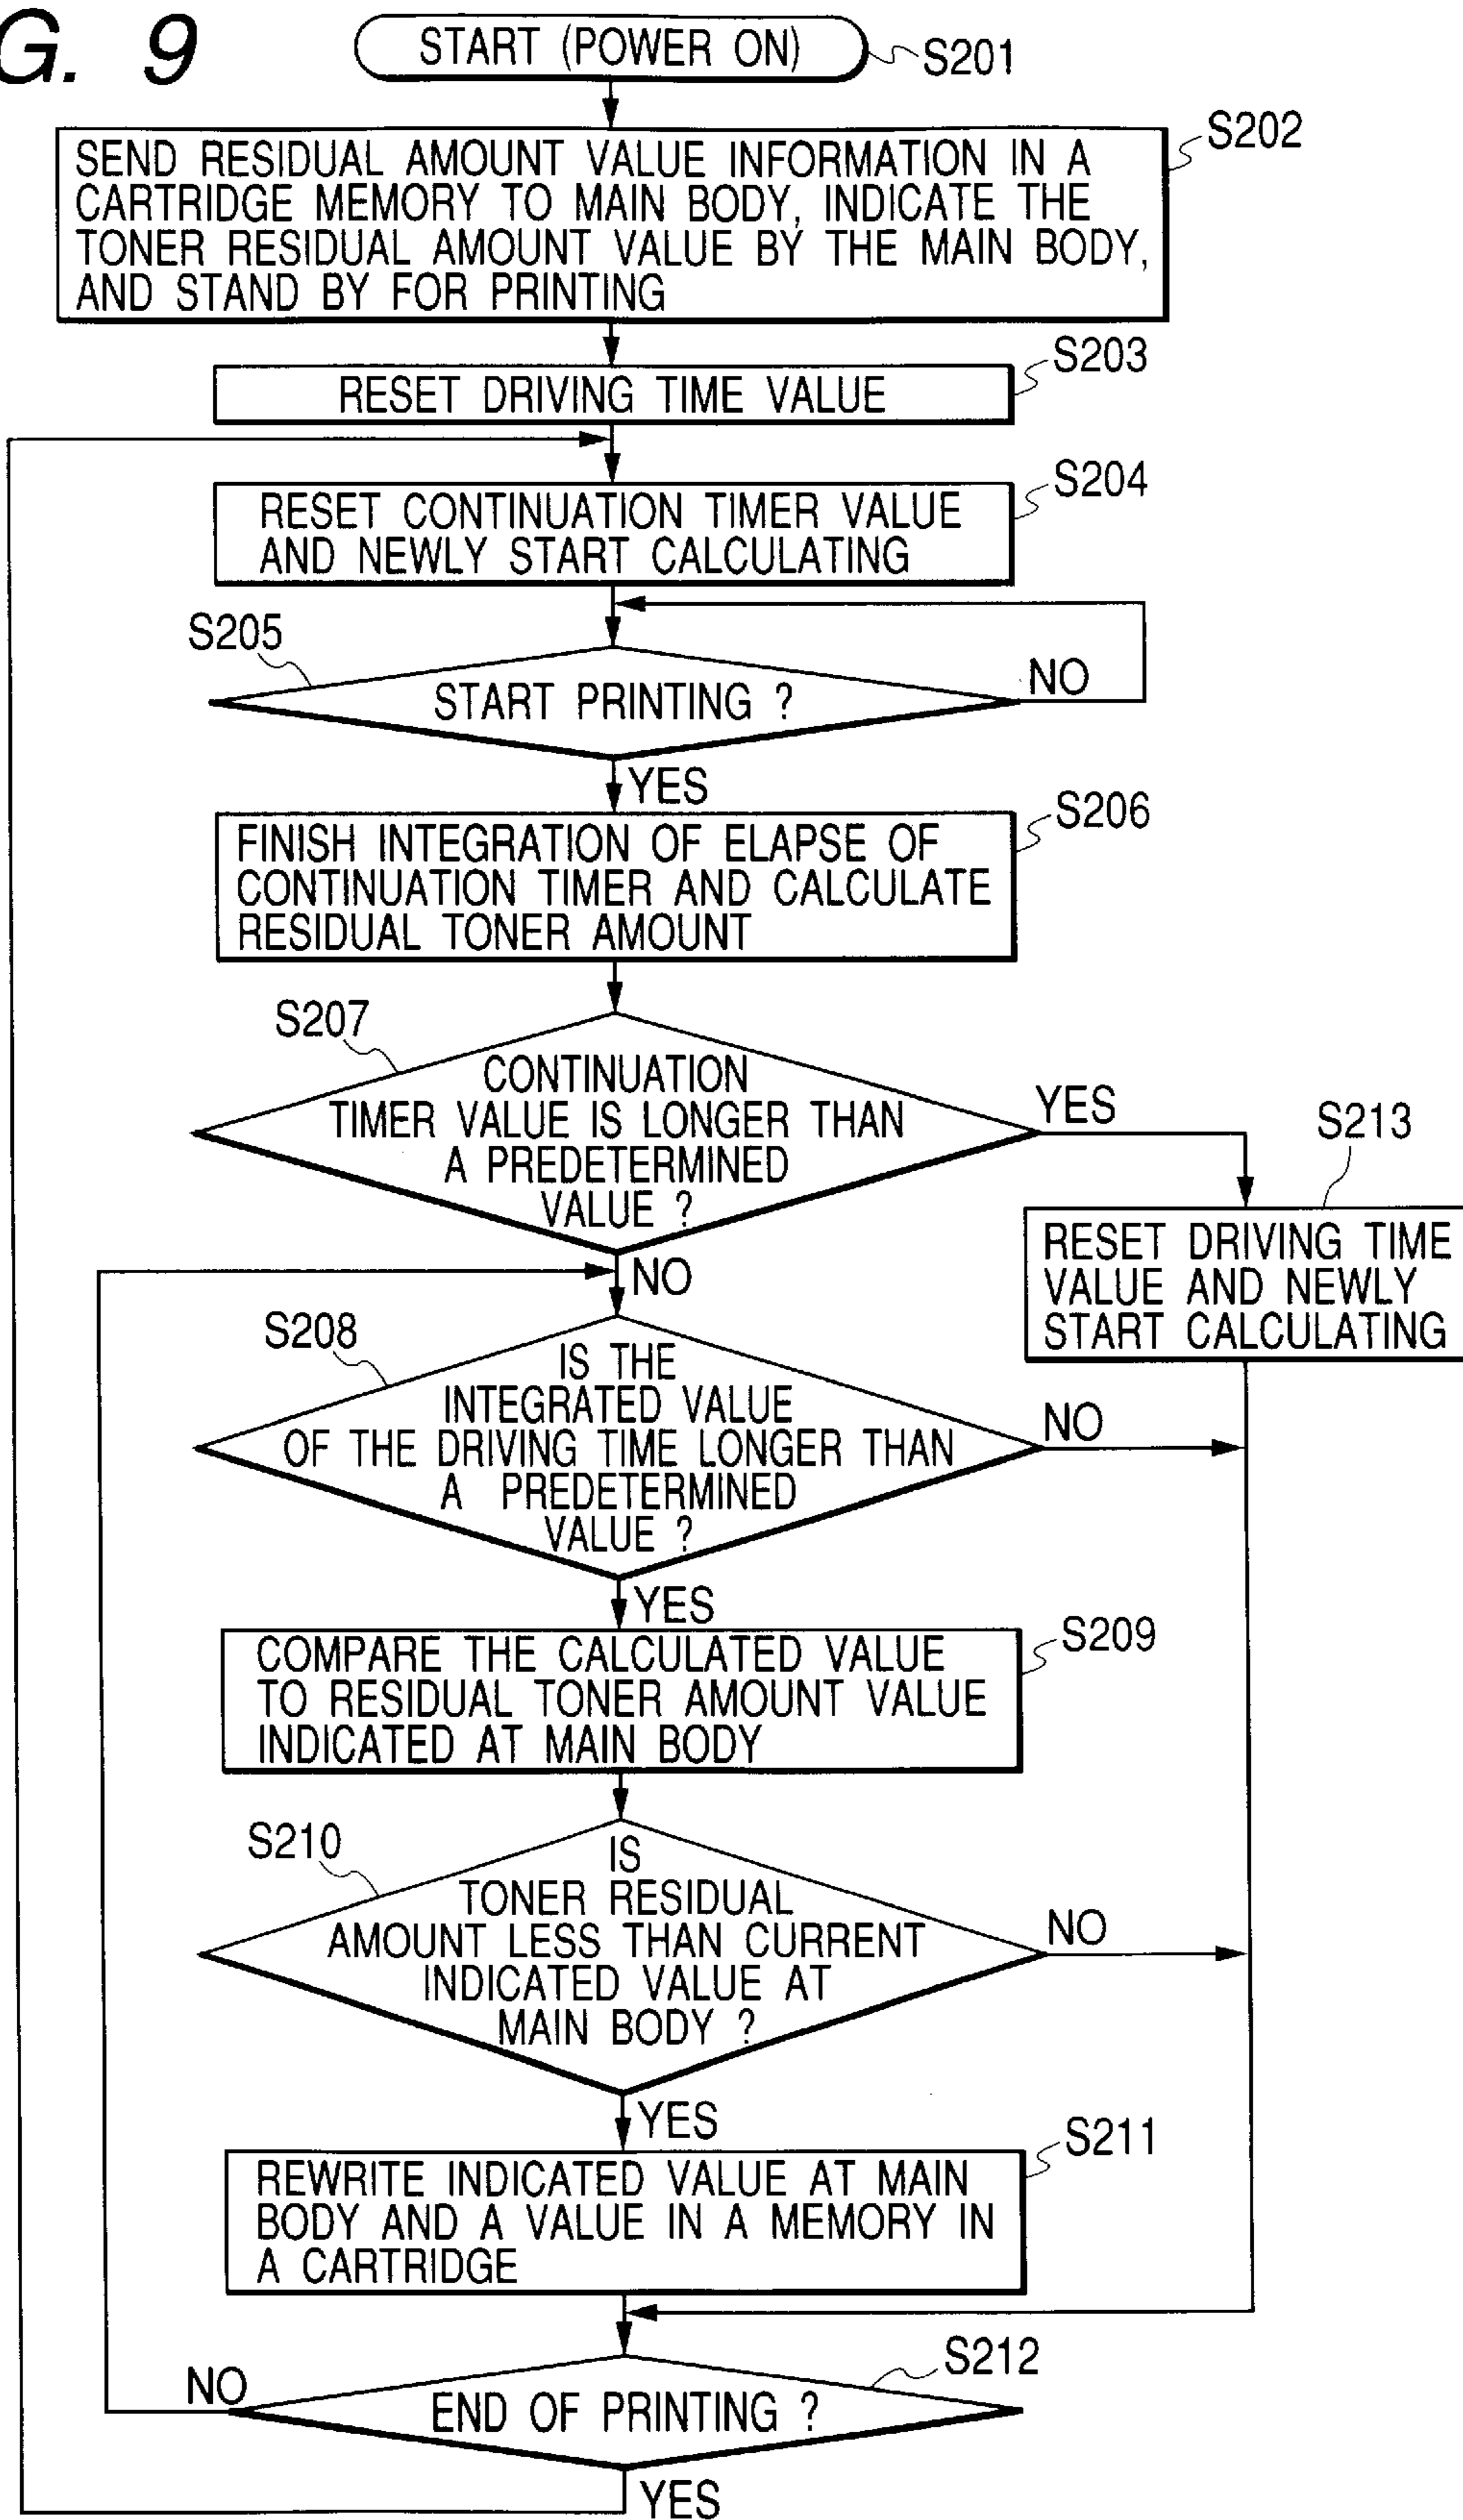 G. 9
START (POWER ON)
S201
S202
SEND RESIDUAL AMOUNT VALUE INFORMATION IN A
CARTRIDGE MEMORY TO MAIN BODY, INDICATE THE
TONER RESIDUAL AMOUNT VALUE BY THE MAIN BODY,
AND STAND BY FOR PRINTING
S203
RESET DRIVING TIME VALUE
S204
RESET CONTINUATION TIMER VALUE
AND NEWLY START CALCULATING
S205
START PRINTING ?
NO
YES
S206
FINISH INTEGRATION OF ELAPSE OF
CONTINUATION TIMER AND CALCULATE
RESIDUAL TONER AMOUNT
S207
CONTINUATION
TIMER VALUE IS LONGER THAN
A PREDETERMINED
VALUE ?
YES
S213
RESET DRIVING TIME
VALUE AND NEWLY
START CALCULATING
NO
S208
IS THE
INTEGRATED VALUE
OF THE DRIVING TIME LONGER THAN
A PREDETERMINED
VALUE ?
NO
YES
S209
COMPARE THE CALCULATED VALUE
TO RESIDUAL TONER AMOUNT VALUE
INDICATED AT MAIN BODY
S210
IS
TONER RESIDUAL
AMOUNT LESS THAN CURRENT
INDICATED VALUE AT
MAIN BODY ?
NO
YES
S211
REWRITE INDICATED VALUE AT MAIN
BODY AND A VALUE IN A MEMORY IN
A CARTRIDGE
S212
END OF PRINTING ?
NO
YES